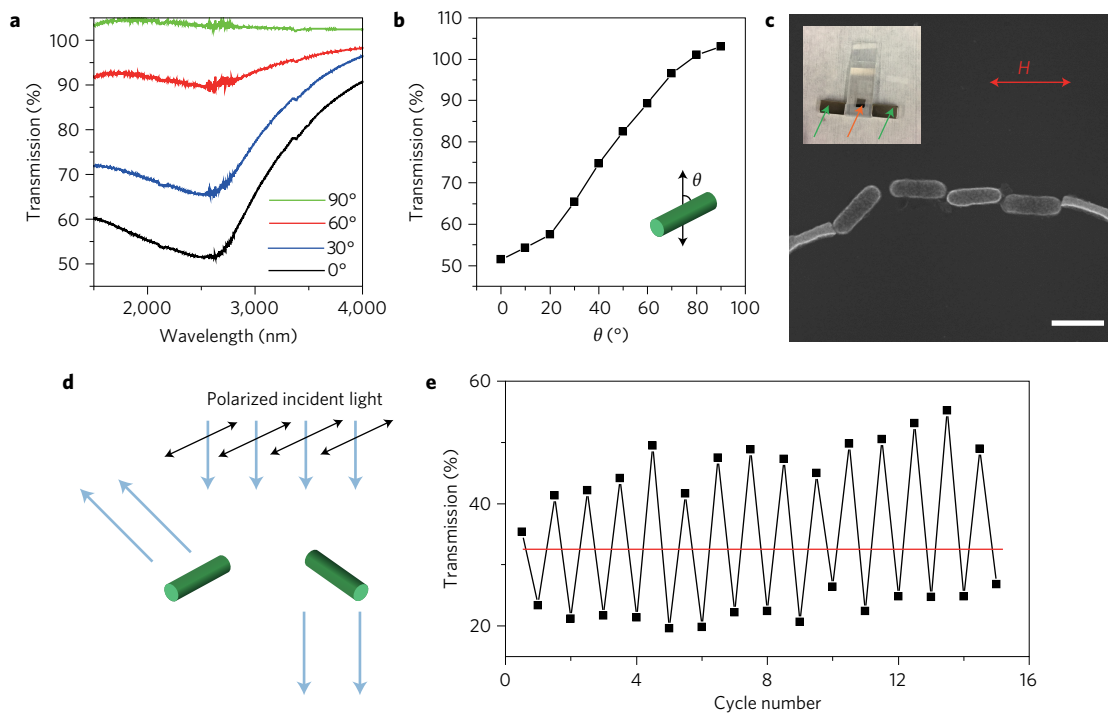 a
105
100
90
80
70
60
50
Transmission (%)
90°
60°
30°
0°
2,000
3,000
4,000
Wavelength (nm)
b
110
100
90
80
70
60
50
Transmission (%)
θ
0
20
40
60
80
100
θ (°)
c
H
d
Polarized incident light
e
60
40
20
Transmission (%)
0
4
8
12
16
Cycle number